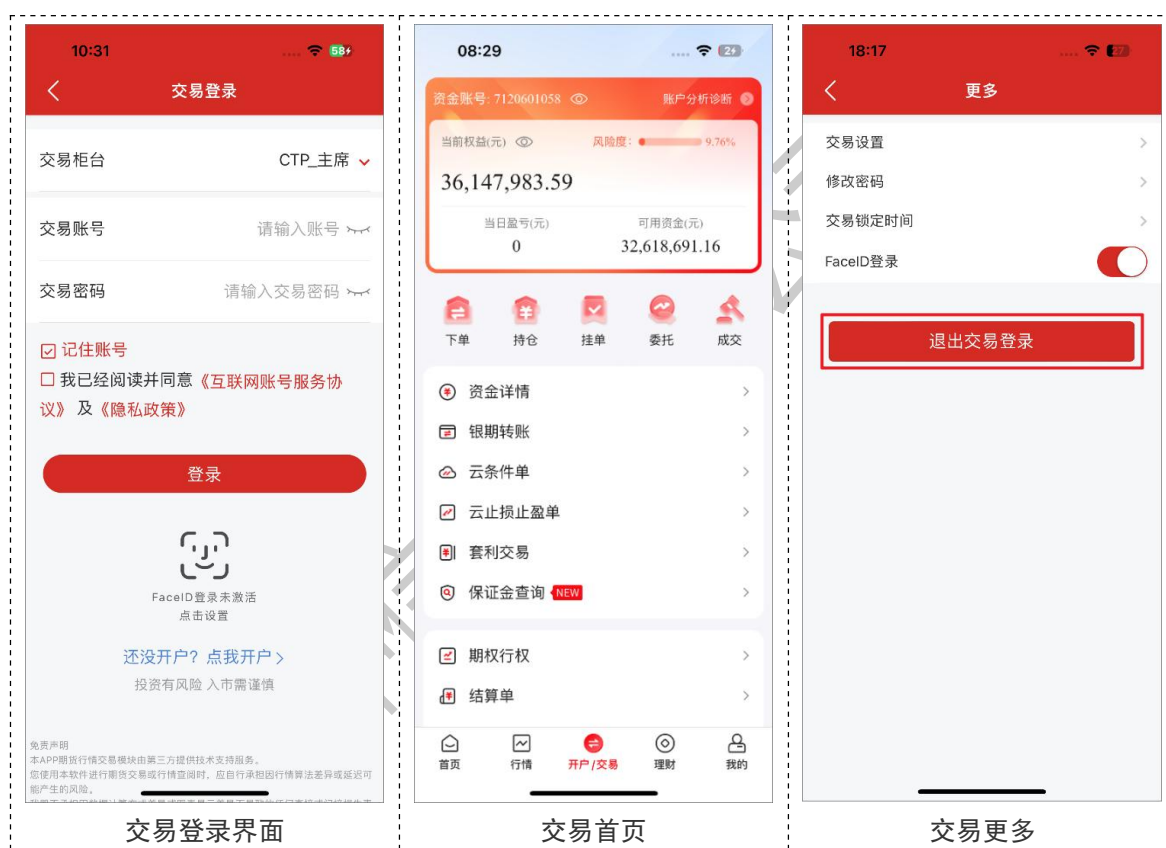 10:31
58
交易登录
交易柜台
CTP_主席
交易账号
请输入账号
交易密码
请输入交易密码
记住账号
我已经阅读并同意《互联网账号服务协
议》 及《隐私政策》
登录
FaceID登录未激活
点击设置
还没开户？点我开户>
投资有风险 入市需谨慎
免责声明
本APP期货行情交易模块由第三方提供技术支持服务。
您使用本软件进行期货交易或行情查阅时，应自行承担因行情算法差异或延迟可
能产生的风险。
交易登录界面
08:29
资金账号: 7120601058
账户分析诊断
当前权益(元)
风险度:
9.76%
36,147,983.59
当日盈亏(元)
可用资金(元)
0
32,618,691.16
下单
持仓
挂单
委托
成交
资金详情
银期转账
云条件单
云止损止盈单
套利交易
保证金查询
NEW
期权行权
结算单
首页
行情
开户/交易
理财
我的
交易首页
18:17
27
更多
交易设置
修改密码
交易锁定时间
FaceID登录
退出交易登录
交易更多